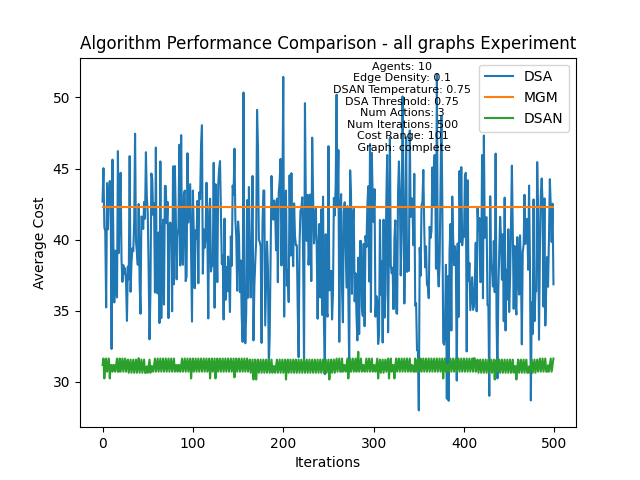 Algorithm Performance Comparison - all graphs Experiment
Agents: 10
Edge Density: 0.1
DSAN Temperature: 0.75
DSA Threshold: 0.75
Num Actions: 3
Num Iterations: 500
Cost Range: 101
Graph: complete
DSA
MGM
DSAN
Average Cost
50
45
40
35
30
0
100
200
300
400
500
Iterations